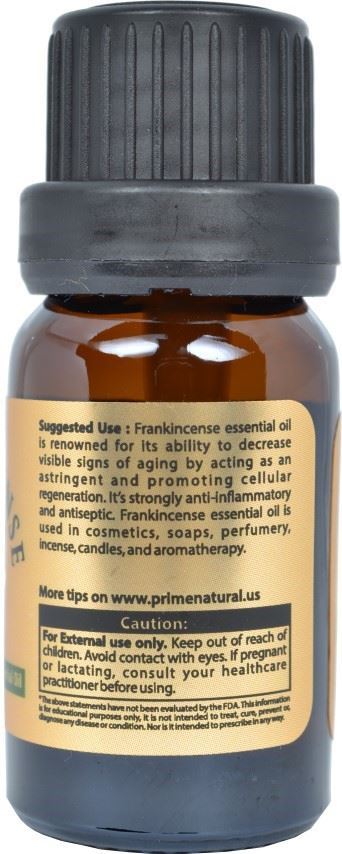 Suggested Use : Frankincense essential oil
is renowned for its ability to decrease
visible signs of aging by acting as an
astringent and promoting cellular
regeneration. It's strongly anti-inflammatory
and antiseptic. Frankincense essential oil is
used in cosmetics, soaps, perfumery,
incense, candles, and aromatherapy.
More tips on www.primenatural.us
Caution:
For External use only. Keep out of reach of
children. Avoid contact with eyes. If pregnant
or lactating, consult your healthcare
practitioner before using.
*The above statements have not been evaluated by the FDA. This information
is for educational purposes only, it is not intended to treat, cure, prevent or,
diagnose any disease or condition. Nor is it intended to prescribe in any way.